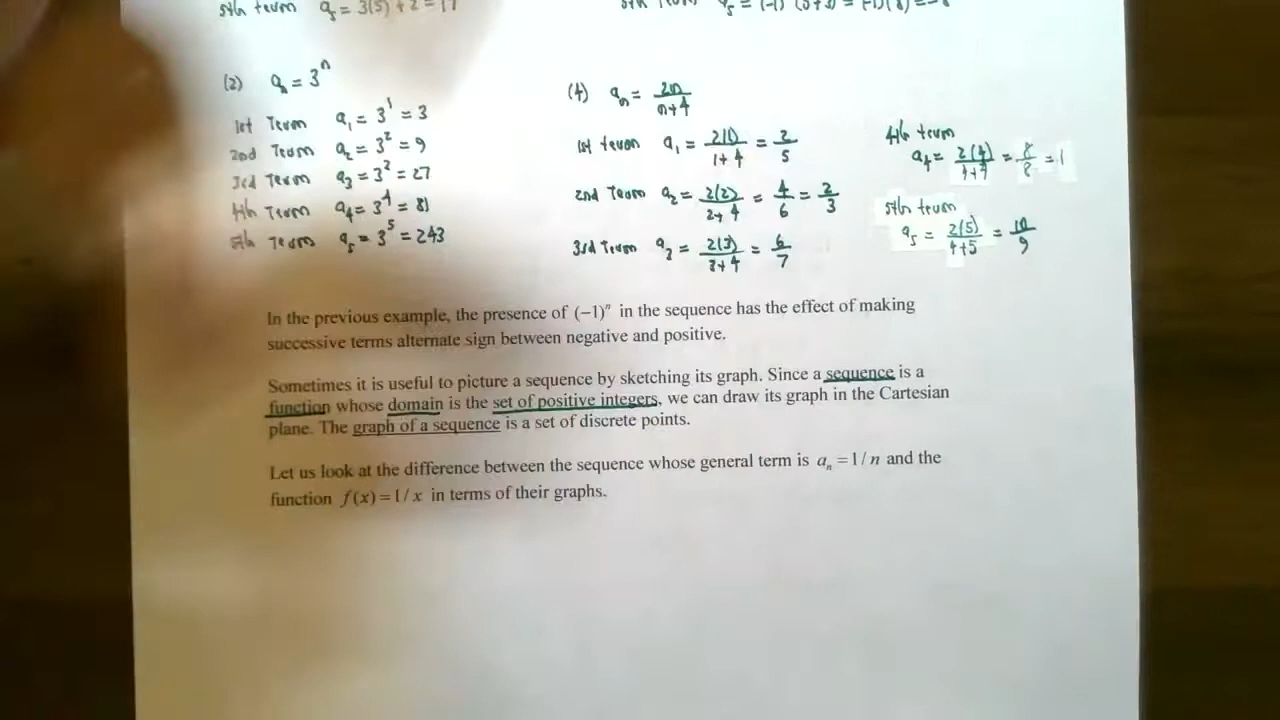 5th term a5 = 3(5) + 2 = 17
(2) an = 3^n
1st Term a1 = 3^1 = 3
2nd Term a2 = 3^2 = 9
3rd Term a3 = 3^2 = 27
4th Term a4 = 3^4 = 81
5th Term a5 = 3^5 = 243
(4) an = 2n/n+4
1st term a1 = 2(1)/1+4 = 2/5
2nd Term a2 = 2(2)/2+4 = 4/6 = 2/3
3rd Term a3 = 2(3)/3+4 = 6/7
4th term
a4 = 2(4)/4+4 = 8/8 = 1
5th term
a5 = 2(5)/4+5 = 10/9
In the previous example, the presence of (−1)^n in the sequence has the effect of making
successive terms alternate sign between negative and positive.
Sometimes it is useful to picture a sequence by sketching its graph. Since a sequence is a
function whose domain is the set of positive integers, we can draw its graph in the Cartesian
plane. The graph of a sequence is a set of discrete points.
Let us look at the difference between the sequence whose general term is an = 1/n and the
function f(x) = 1/x in terms of their graphs.